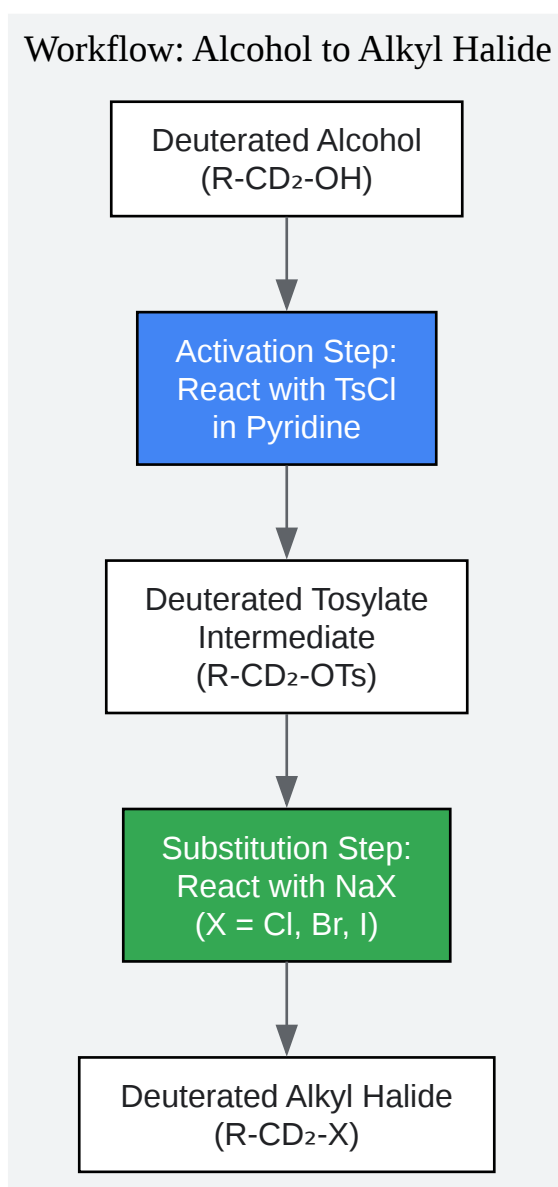 Workflow: Alcohol to Alkyl Halide
Deuterated Alcohol
(R-CD₂-OH)
Activation Step:
React with TsCl
in Pyridine
Deuterated Tosylate
Intermediate
(R-CD₂-OTs)
Substitution Step:
React with NaX
(X = Cl, Br, I)
Deuterated Alkyl Halide
(R-CD₂-X)